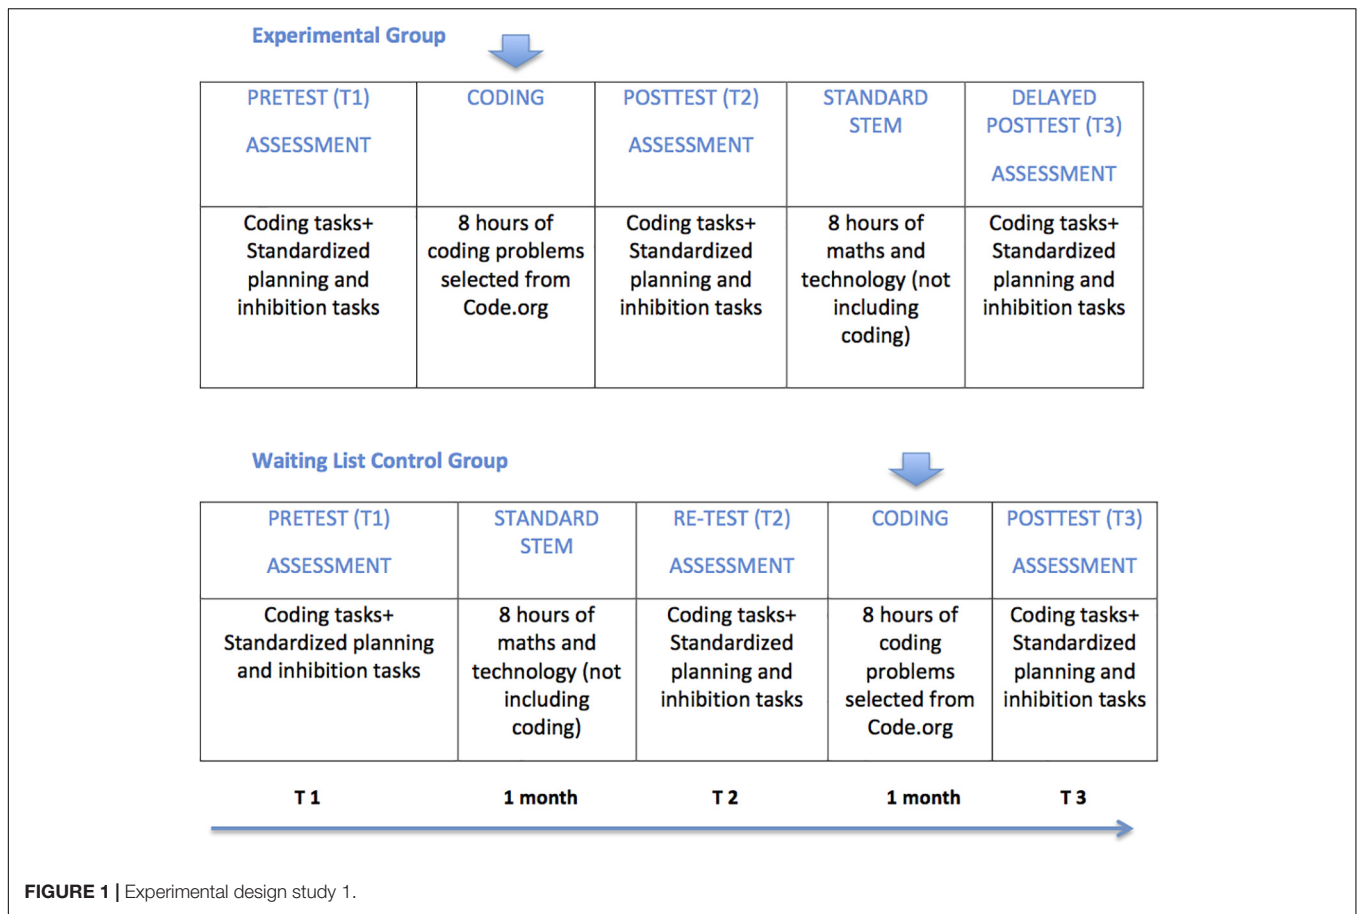 Experimental Group
PRETEST (T1)
ASSESSMENT
CODING
POSTTEST (T2)
ASSESSMENT
STANDARD
STEM
DELAYED
POSTTEST (T3)
ASSESSMENT
Coding tasks+
Standardized
planning and
inhibition tasks
8 hours of
coding problems
selected from
Code.org
Coding tasks+
Standardized
planning and
inhibition tasks
8 hours of
maths and
technology (not
including
coding)
Coding tasks+
Standardized
planning and
inhibition tasks
Waiting List Control Group
PRETEST (T1)
ASSESSMENT
STANDARD
STEM
RE-TEST (T2)
ASSESSMENT
CODING
POSTTEST (T3)
ASSESSMENT
Coding tasks+
Standardized planning
and inhibition tasks
8 hours of
maths and
technology (not
including
coding)
Coding tasks+
Standardized
planning and
inhibition tasks
8 hours of
coding
problems
selected from
Code.org
Coding tasks+
Standardized
planning and
inhibition tasks
T 1
1 month
T 2
1 month
T 3
FIGURE 1 | Experimental design study 1.